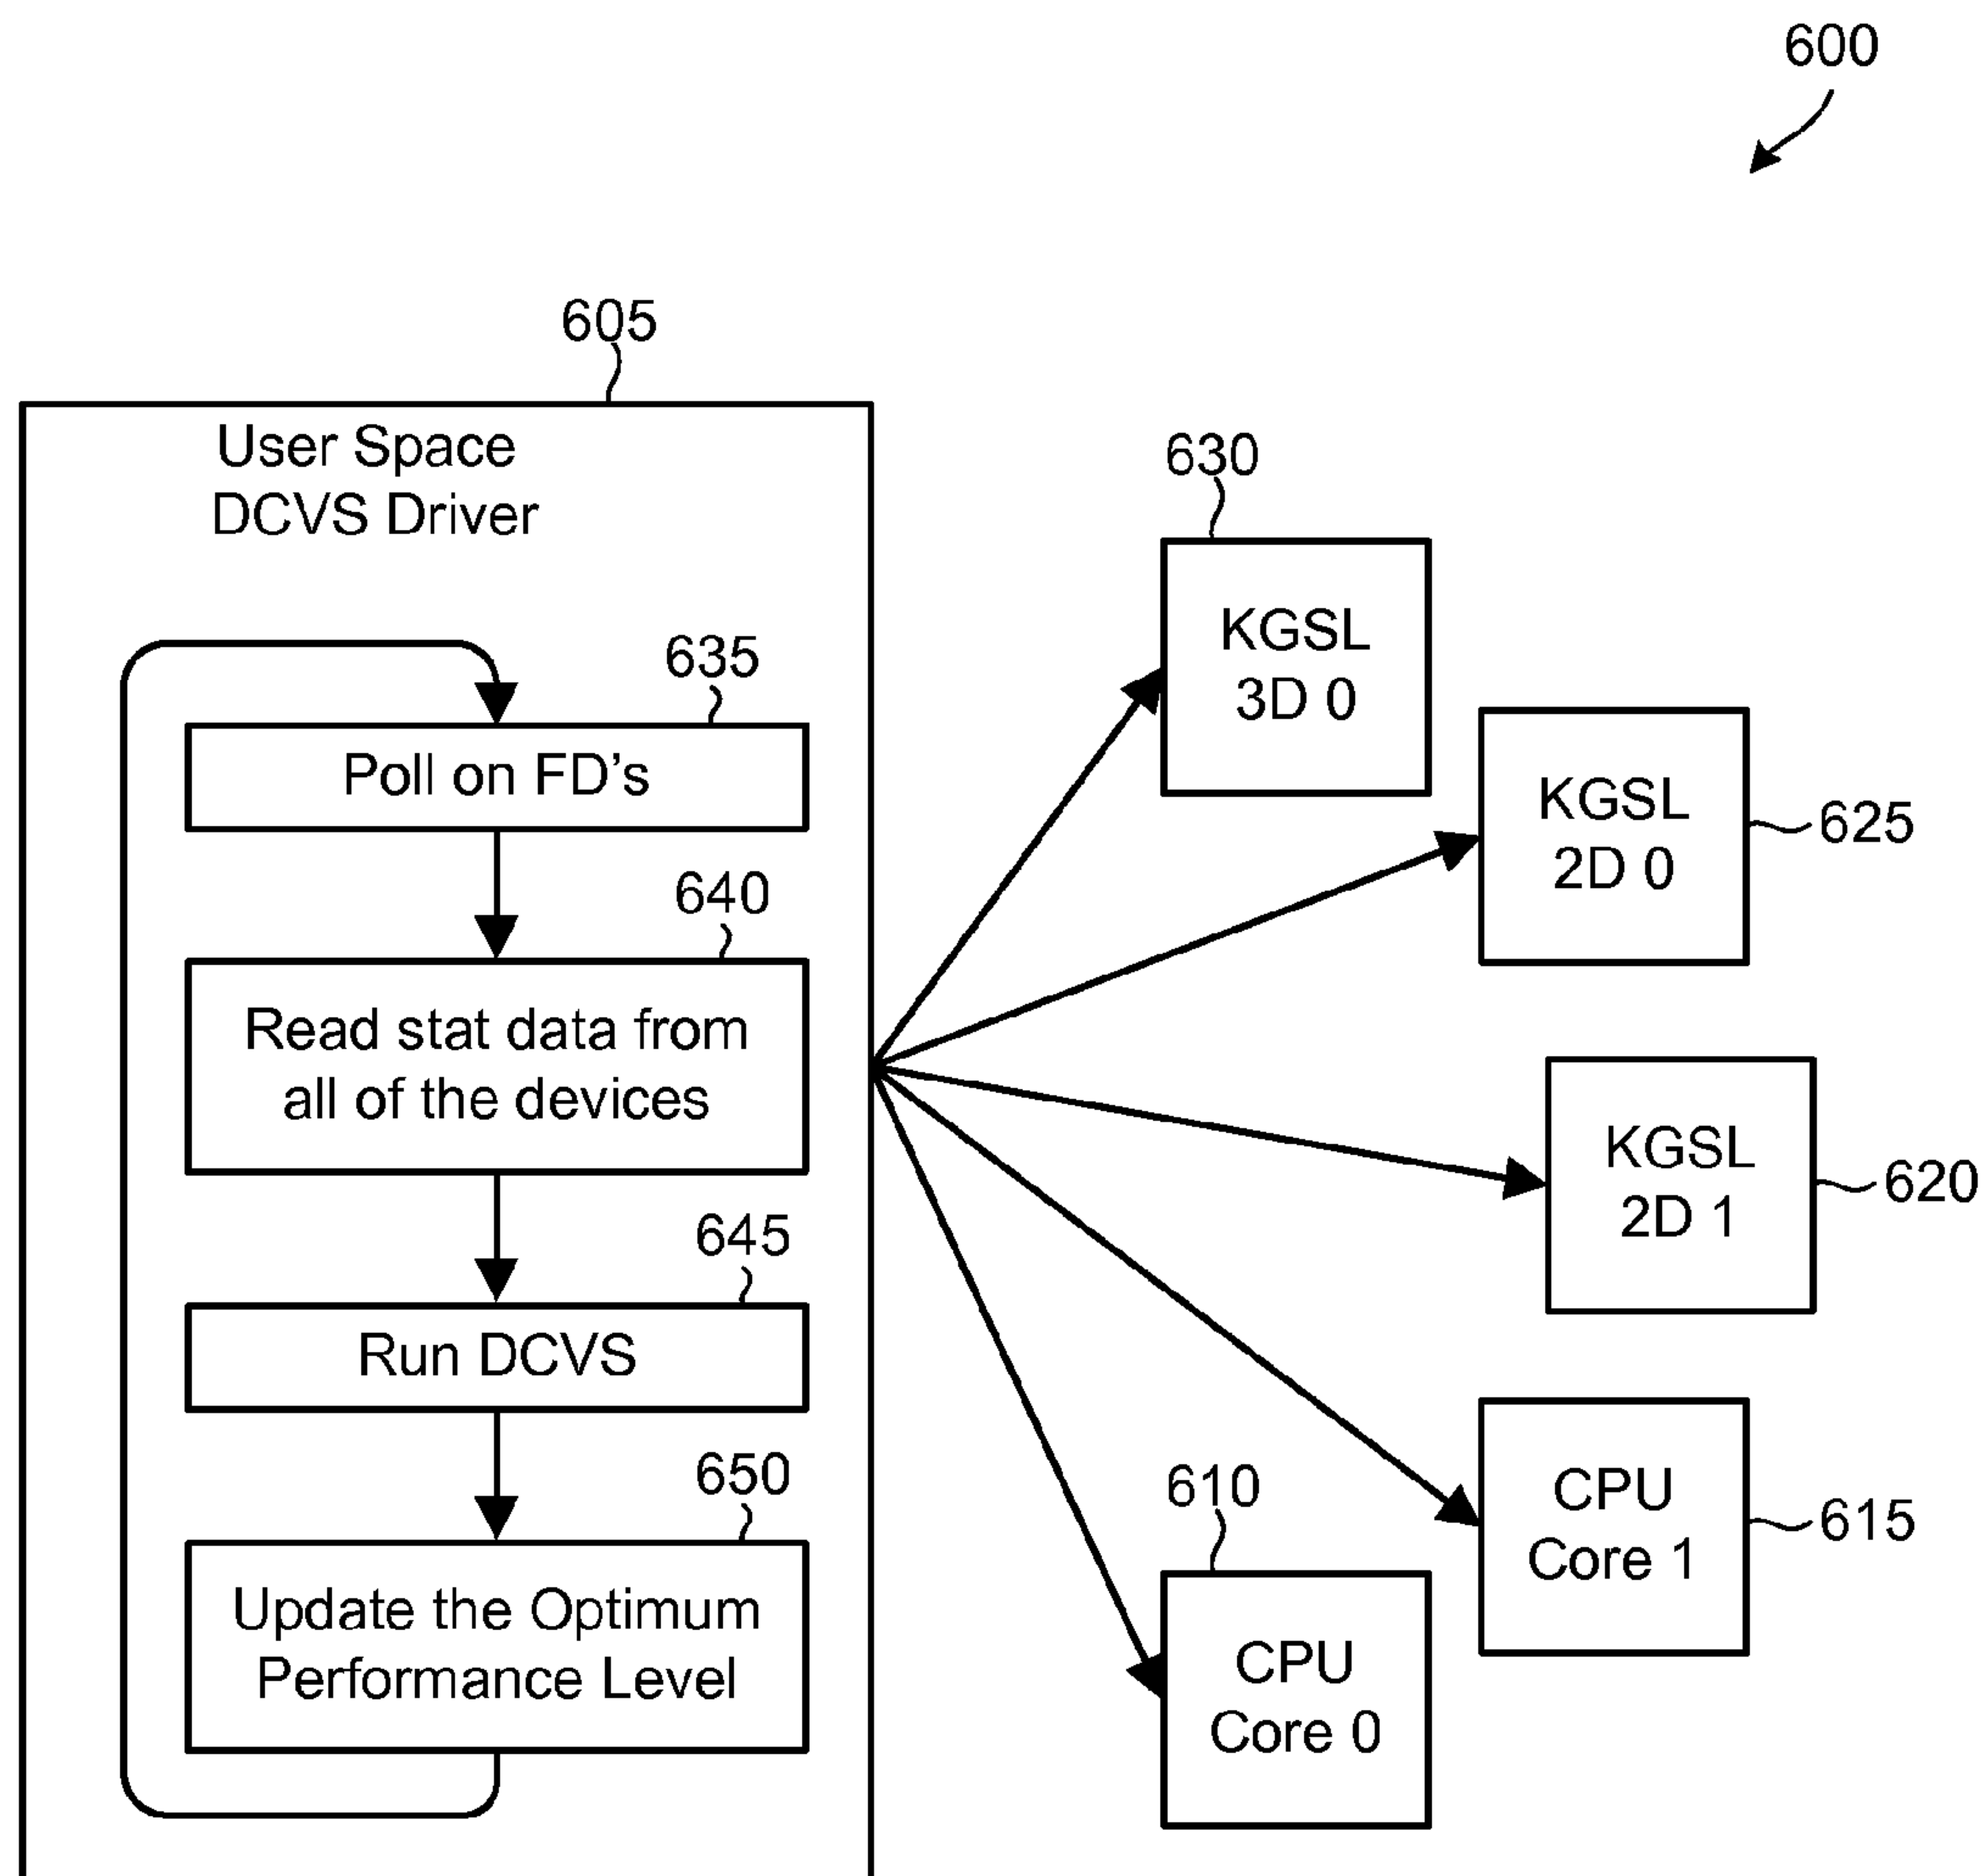 600
605
User Space
DCVS Driver
635
Poll on FD's
640
Read stat data from
all of the devices
645
Run DCVS
650
Update the Optimum
Performance Level
630
KGSL
3D 0
KGSL
2D 0
625
KGSL
2D 1
620
CPU
Core 1
615
610
CPU
Core 0